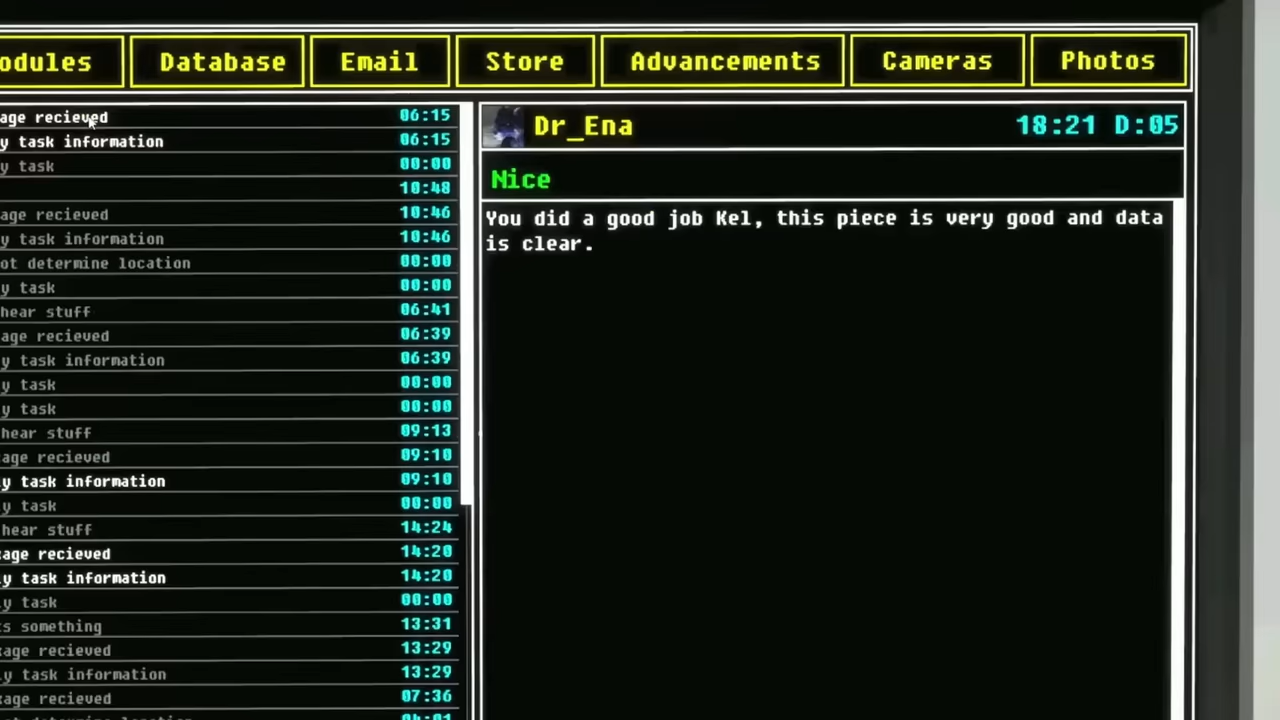 odules Database Email Store Advancements Cameras Photos
age recieved 06:15
y task information 06:15
y task 00:00
10:48
age recieved 10:46
y task information 10:46
ot determine location 00:00
y task 00:00
hear stuff 06:41
age recieved 06:39
y task information 06:39
y task 00:00
y task 00:00
hear stuff 09:13
age recieved 09:10
y task information 09:10
y task 00:00
hear stuff 14:24
age recieved 14:20
y task information 14:20
y task 00:00
s something 13:31
age recieved 13:29
y task information 13:29
age recieved 07:36
Dr_Ena 18:21 D:05
Nice
You did a good job Kel, this piece is very good and data
is clear.